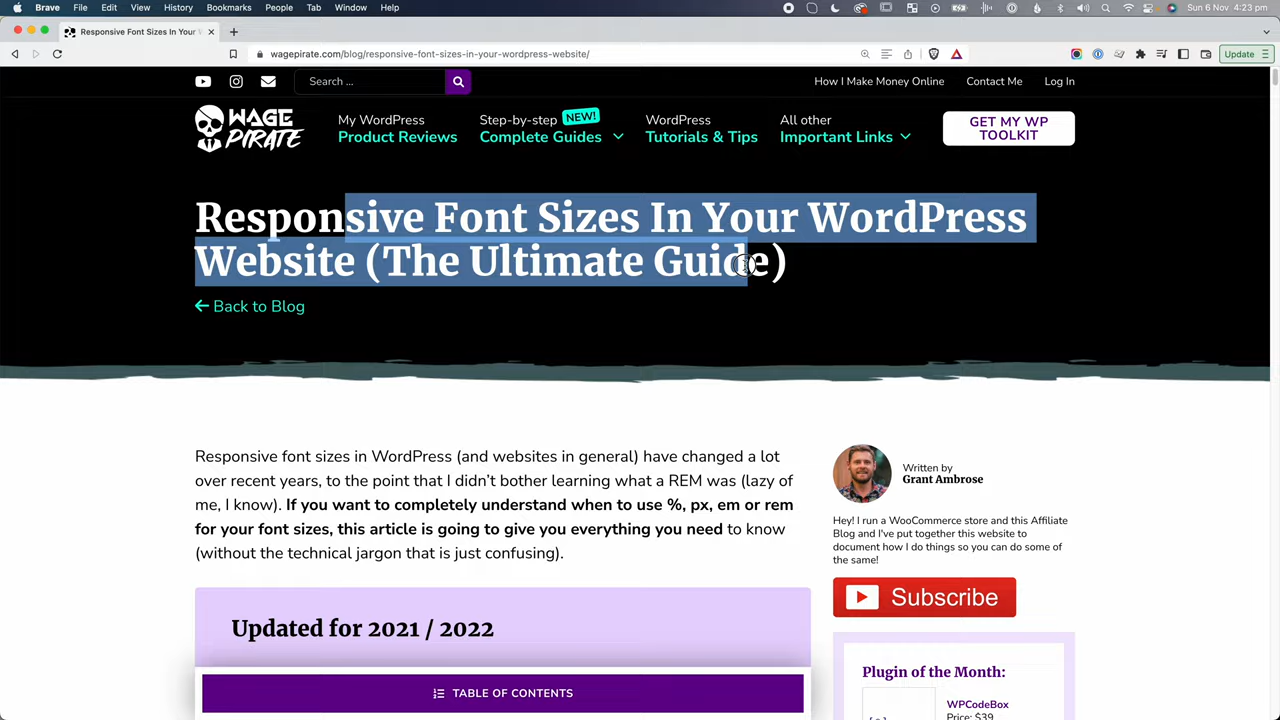 Brave File Edit View History Bookmarks People Tab Window Help
Sun 6 Nov 4:23 pm
Responsive Font Sizes In Your
wagepirate.com/blog/responsive-font-sizes-in-your-wordpress-website/
Update
Search ...
How I Make Money Online Contact Me Log In
WAGE
PIRATE
My WordPress
Product Reviews
Step-by-step NEW!
Complete Guides
WordPress
Tutorials & Tips
All other
Important Links
GET MY WP
TOOLKIT
Responsive Font Sizes In Your WordPress
Website (The Ultimate Guide)
Back to Blog
Responsive font sizes in WordPress (and websites in general) have changed a lot
over recent years, to the point that I didn't bother learning what a REM was (lazy of
me, I know). If you want to completely understand when to use %, px, em or rem
for your font sizes, this article is going to give you everything you need to know
(without the technical jargon that is just confusing).
Updated for 2021 / 2022
TABLE OF CONTENTS
Written by
Grant Ambrose
Hey! I run a WooCommerce store and this Affiliate
Blog and I've put together this website to
document how I do things so you can do some of
the same!
Subscribe
Plugin of the Month:
WPCodeBox
Price: $39